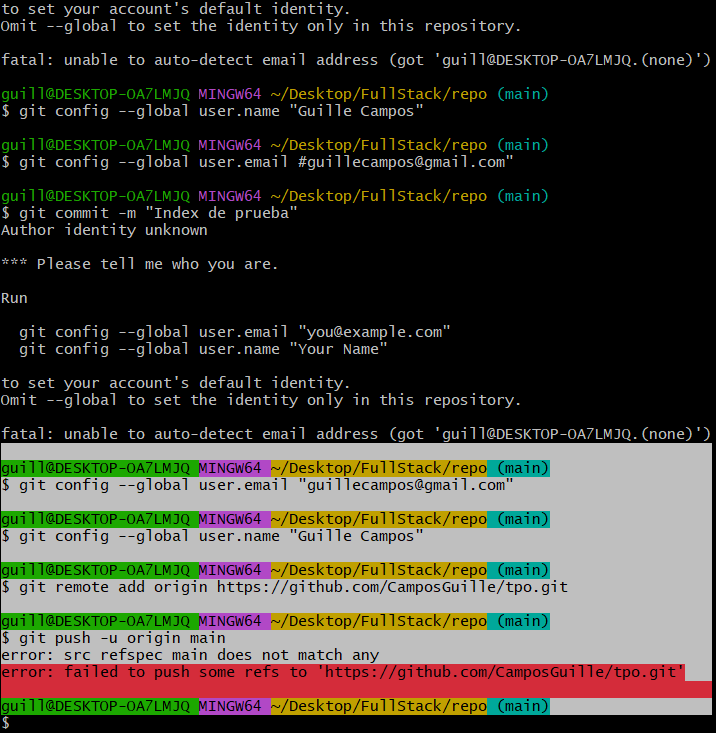 to set your account's default identity.
Omit --global to set the identity only in this repository.
fatal: unable to auto-detect email address (got 'guill@DESKTOP-OA7LMJQ.(none)')
guill@DESKTOP-OA7LMJQ MINGW64 ~/Desktop/FullStack/repo (main)
$ git config --global user.name "Guille Campos"
guill@DESKTOP-OA7LMJQ MINGW64 ~/Desktop/FullStack/repo (main)
$ git config --global user.email #guillecampos@gmail.com"
guill@DESKTOP-OA7LMJQ MINGW64 ~/Desktop/FullStack/repo (main)
$ git commit -m "Index de prueba"
Author identity unknown
*** Please tell me who you are.
Run
git config --global user.email "you@example.com"
git config --global user.name "Your Name"
to set your account's default identity.
Omit --global to set the identity only in this repository.
fatal: unable to auto-detect email address (got 'guill@DESKTOP-OA7LMJQ.(none)')
guill@DESKTOP-OA7LMJQ MINGW64 ~/Desktop/FullStack/repo (main)
$ git config --global user.email "guillecampos@gmail.com"
guill@DESKTOP-OA7LMJQ MINGW64 ~/Desktop/FullStack/repo (main)
$ git config --global user.name "Guille Campos"
guill@DESKTOP-OA7LMJQ MINGW64 ~/Desktop/FullStack/repo (main)
$ git remote add origin https://github.com/CamposGuille/tpo.git
guill@DESKTOP-OA7LMJQ MINGW64 ~/Desktop/FullStack/repo (main)
$ git push -u origin main
error: src refspec main does not match any
error: failed to push some refs to 'https://github.com/CamposGuille/tpo.git'
guill@DESKTOP-OA7LMJQ MINGW64 ~/Desktop/FullStack/repo (main)
$